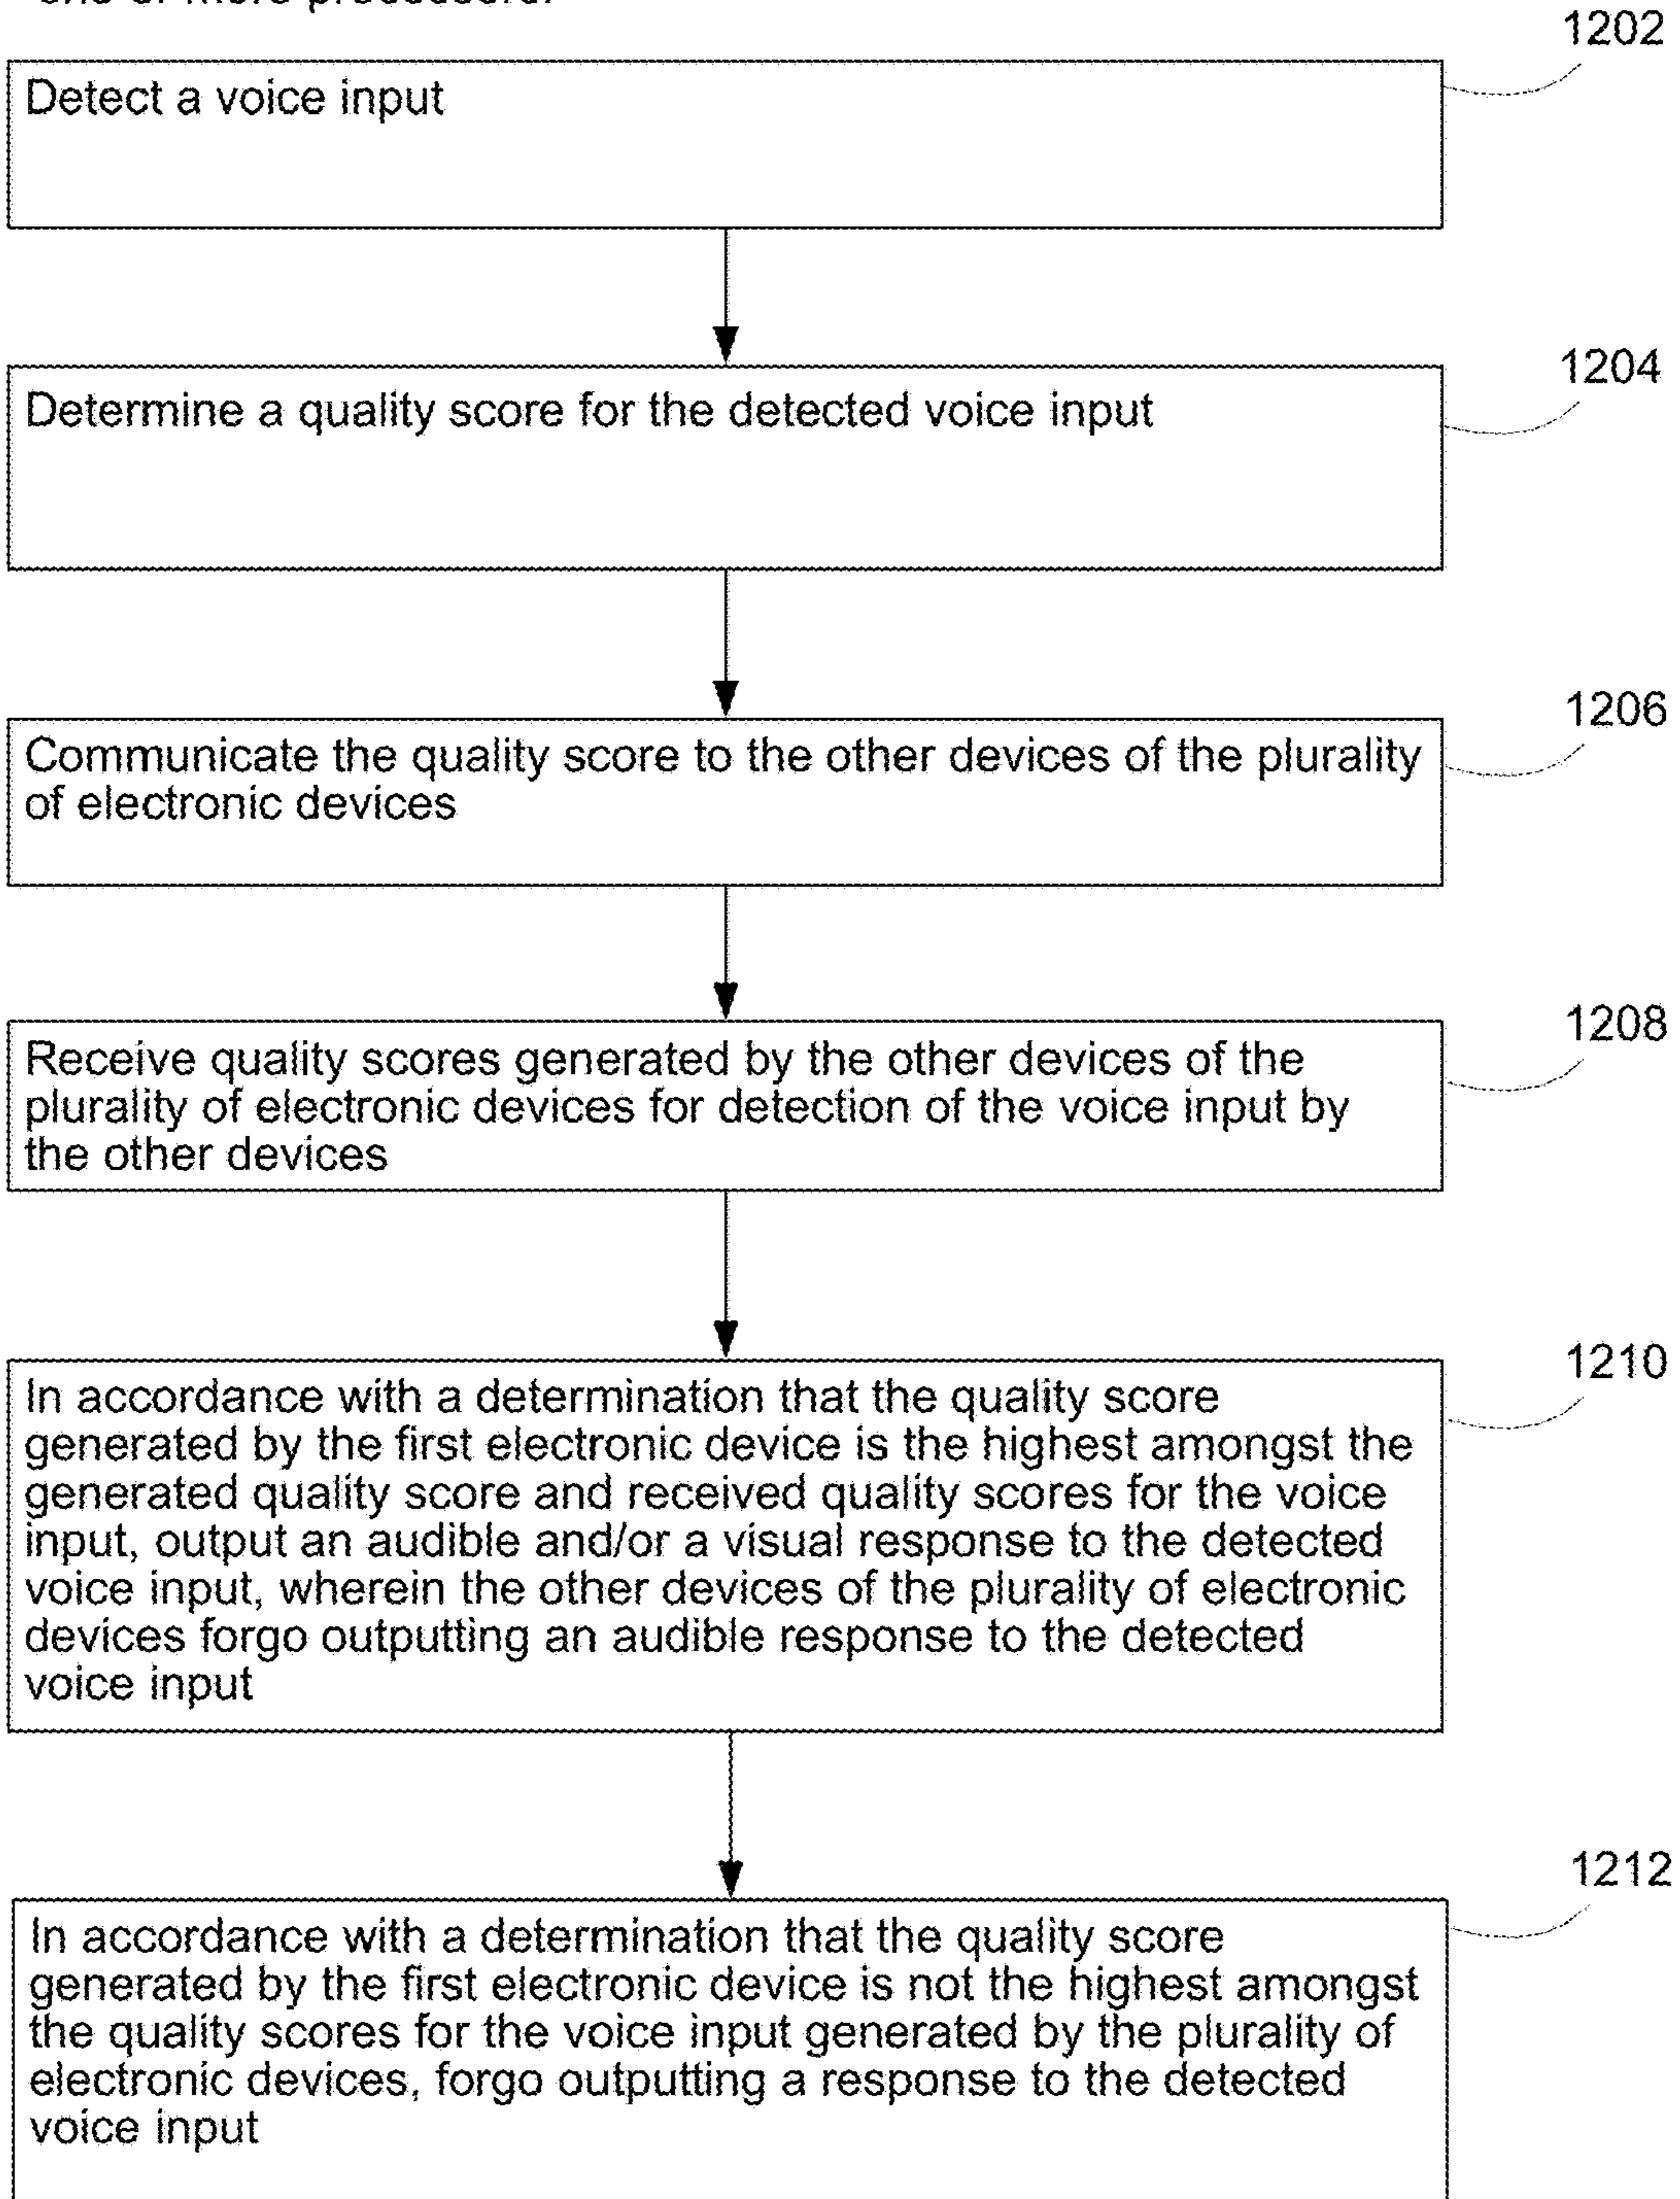 1202
Detect a voice input
1204
Determine a quality score for the detected voice input
1206
Communicate the quality score to the other devices of the plurality
of electronic devices
1208
Receive quality scores generated by the other devices of the
plurality of electronic devices for detection of the voice input by
the other devices
1210
In accordance with a determination that the quality score
generated by the first electronic device is the highest amongst the
generated quality score and received quality scores for the voice
input, output an audible and/or a visual response to the detected
voice input, wherein the other devices of the plurality of electronic
devices forgo outputting an audible response to the detected
voice input
1212
In accordance with a determination that the quality score
generated by the first electronic device is not the highest amongst
the quality scores for the voice input generated by the plurality of
electronic devices, forgo outputting a response to the detected
voice input